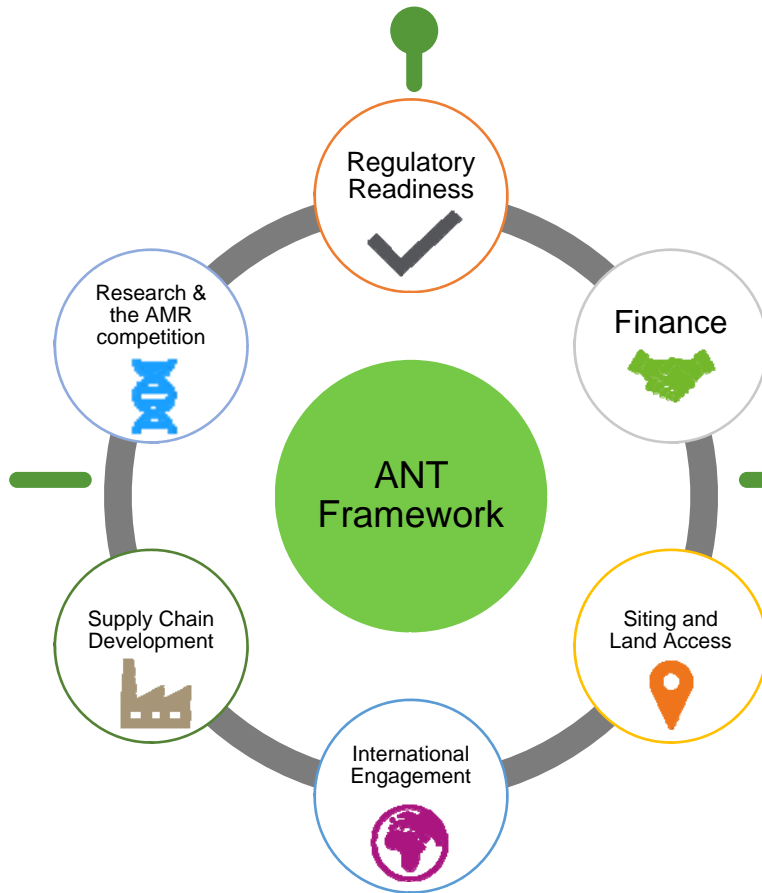 Regulatory
Readiness
Research &
the AMR
competition
Finance
ANT
Framework
Supply Chain
Development
Siting and
Land Access
International
Engagement